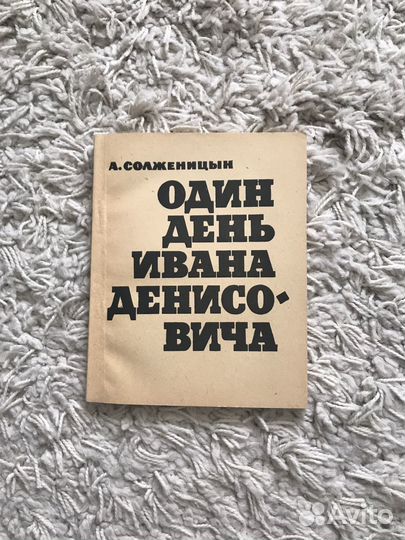 А. СОЛЖЕНИЦЫН
ОДИН
ДЕНЬ
ИВАНА
ДЕНИСО-
ВИЧА
Avito